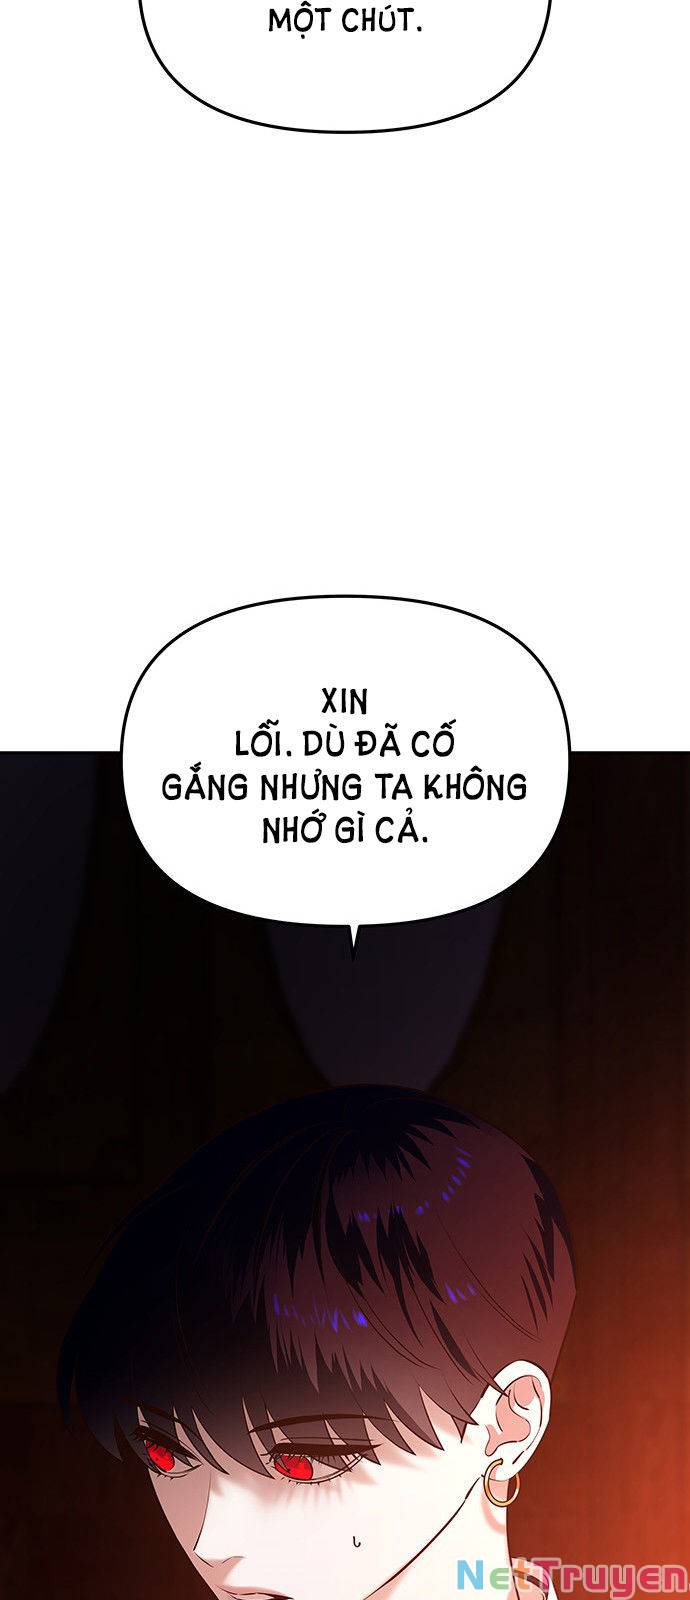 MỘT CHÚT.
XIN
LỖI. DÙ ĐÃ CỐ
GẮNG NHƯNG TA KHÔNG
NHỚ GÌ CẢ.
NetTruyen